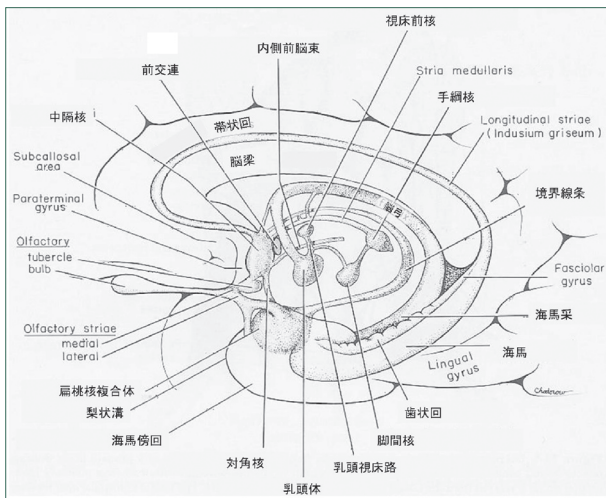 視床前核
内側前脳束
前交連
Stria medullaris
手綱核
中隔核 i
帯状回
Longitudinal striae
(Indusium griseum)
Subcallosal
area
脳梁
Paraterminal
gyrus
脳弓
境界線条
Olfactory
tubercle
bulb
Fasciolar
gyrus
Olfactory striae
medial
lateral
海馬采
海馬
Lingual
gyrus
扁桃核複合体
梨状溝
海馬傍回
歯状回
脚間核
対角核
乳頭視床路
乳頭体